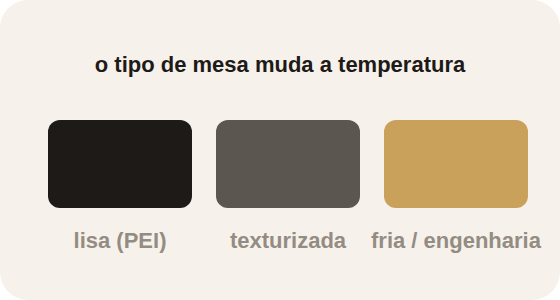 o tipo de mesa muda a temperatura
lisa (PEI)
texturizada
fria / engenharia